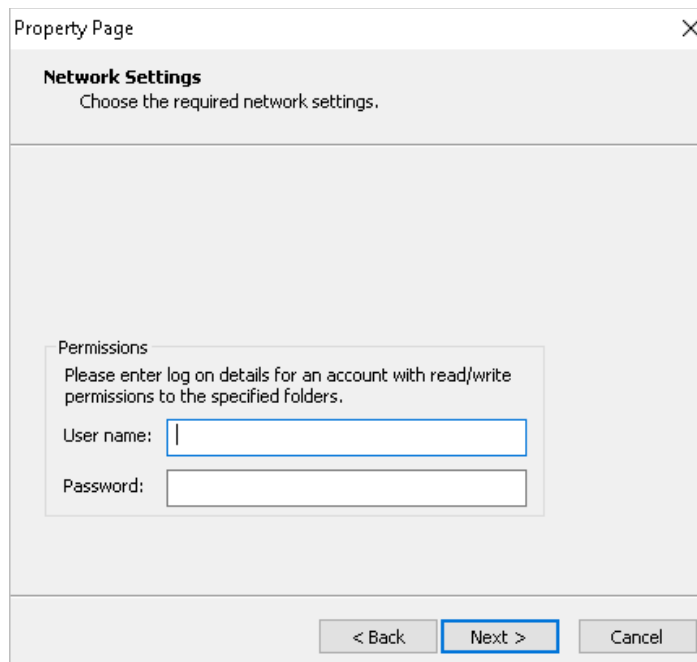 Property Page
Network Settings
Choose the required network settings.
Permissions
Please enter log on details for an account with read/write
permissions to the specified folders.
User name:
Password:
< Back
Next >
Cancel